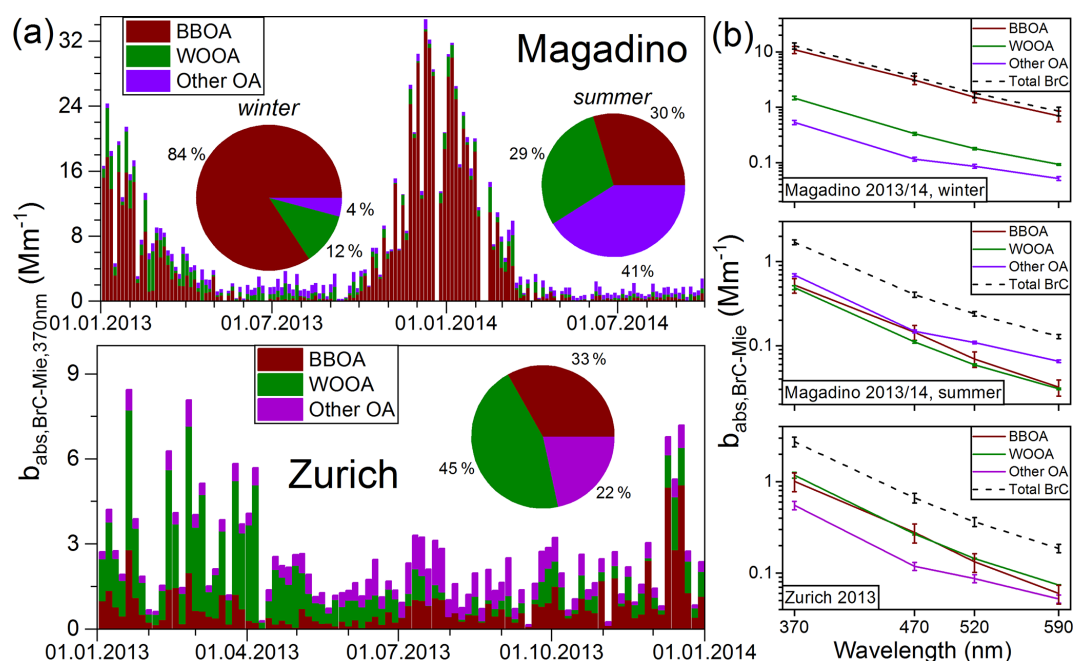 (a)
BBOA
WOOA
Other OA
Magadino
winter
summer
84 %
4 %
12 %
30 %
29 %
41 %
32
24
16
8
0
01.01.2013
01.07.2013
01.01.2014
01.07.2014
b_abs,BrC-Mie,370nm (Mm⁻¹)
BBOA
WOOA
Other OA
Zurich
33 %
45 %
22 %
9
6
3
0
01.01.2013
01.04.2013
01.07.2013
01.10.2013
01.01.2014
(b)
BBOA
WOOA
Other OA
Total BrC
10
1
0.1
Magadino 2013/14, winter
b_abs,BrC-Mie (Mm⁻¹)
BBOA
WOOA
Other OA
Total BrC
1
0.1
Magadino 2013/14, summer
BBOA
WOOA
Other OA
Total BrC
1
0.1
Zurich 2013
370
470
520
590
Wavelength (nm)